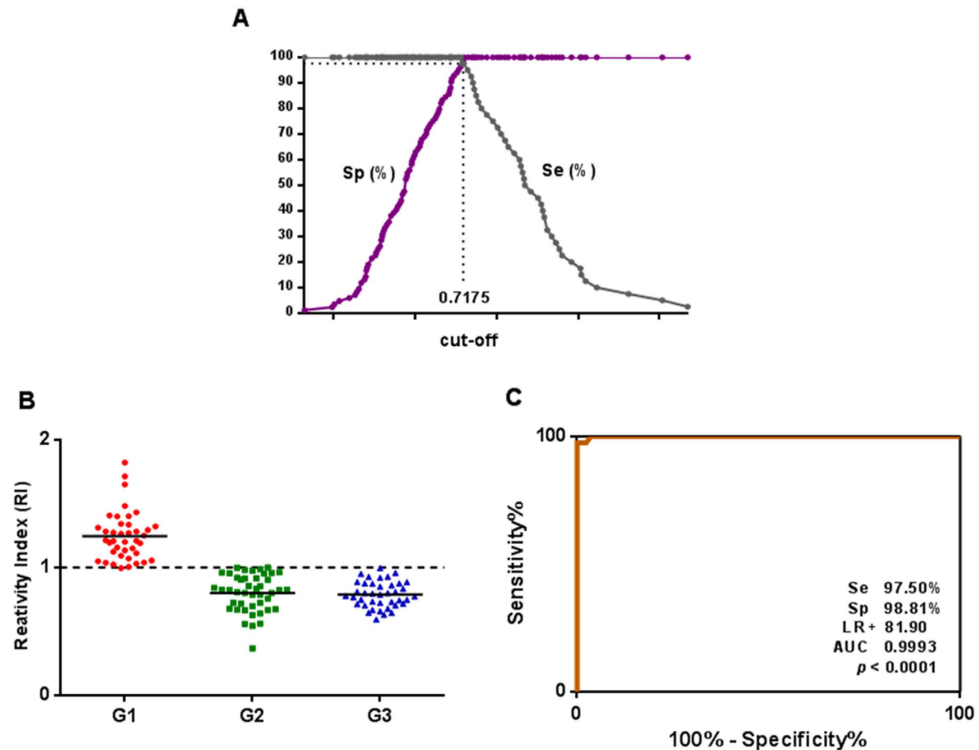 A
100
90
80
70
60
50
40
30
20
10
0
Sp (%)
Se (%)
0.7175
cut-off
B
Reativity Index (RI)
2
1
0
G1 G2 G3
C
Sensitivity%
100
0
Se 97.50%
Sp 98.81%
LR+ 81.90
AUC 0.9993
p < 0.0001
0 100
100% - Specificity%